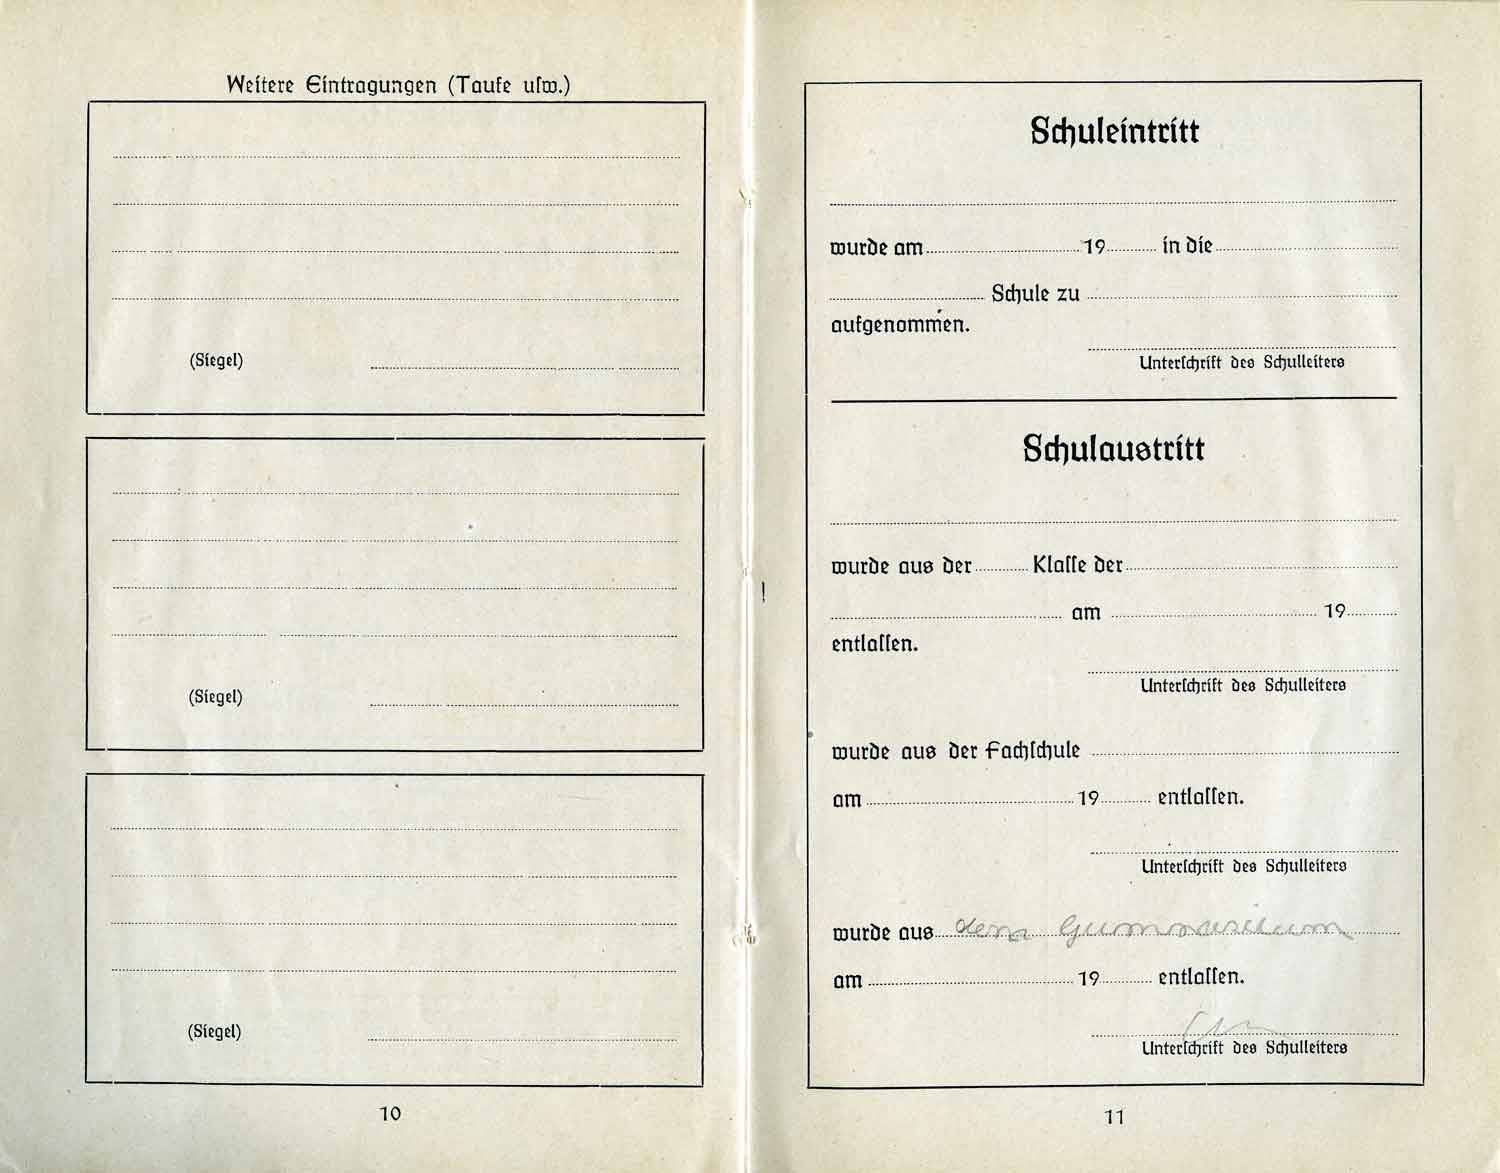 Weitere Eintragungen (Taufe usw.)
(Siegel)
(Siegel)
(Siegel)
10
Schuleintritt
wurde am 19 in die
Schule zu
aufgenommen.
Unterschrift des Schulleiters
Schulaustritt
wurde aus der Klasse der
am 19
entlassen.
Unterschrift des Schulleiters
wurde aus der Fachschule
am 19 entlassen.
Unterschrift des Schulleiters
wurde aus dem Gymnasium
am 19 entlassen.
Unterschrift des Schulleiters
11